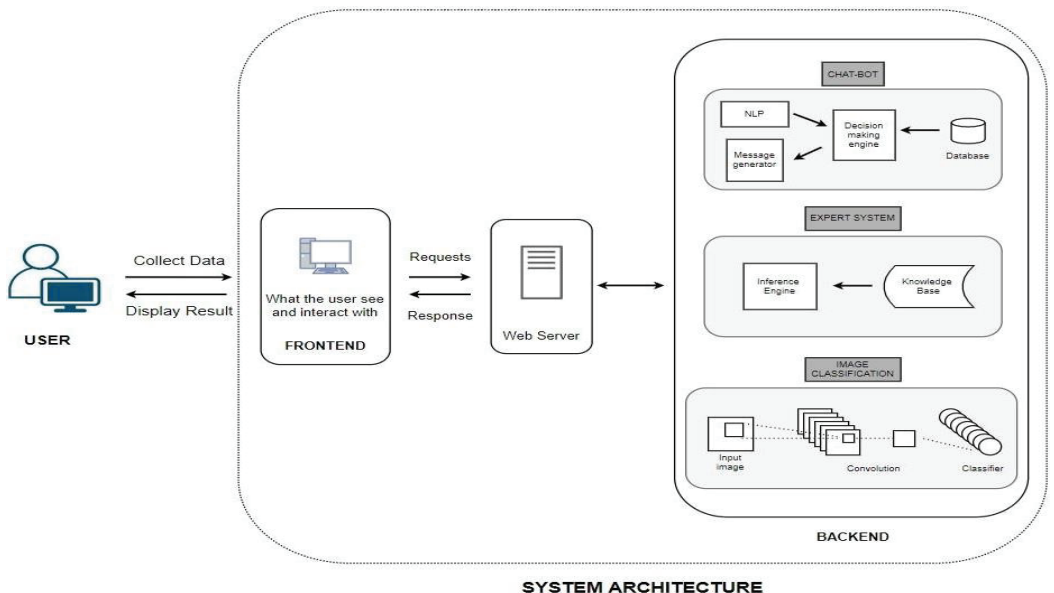 USER
Collect Data
Display Result
What the user see
and interact with
FRONTEND
Requests
Response
Web Server
CHAT-BOT
NLP
Message
generator
Decision
making
engine
Database
EXPERT SYSTEM
Inference
Engine
Knowledge
Base
IMAGE
CLASSIFICATION
Input
image
Convolution
Classifier
BACKEND
SYSTEM ARCHITECTURE